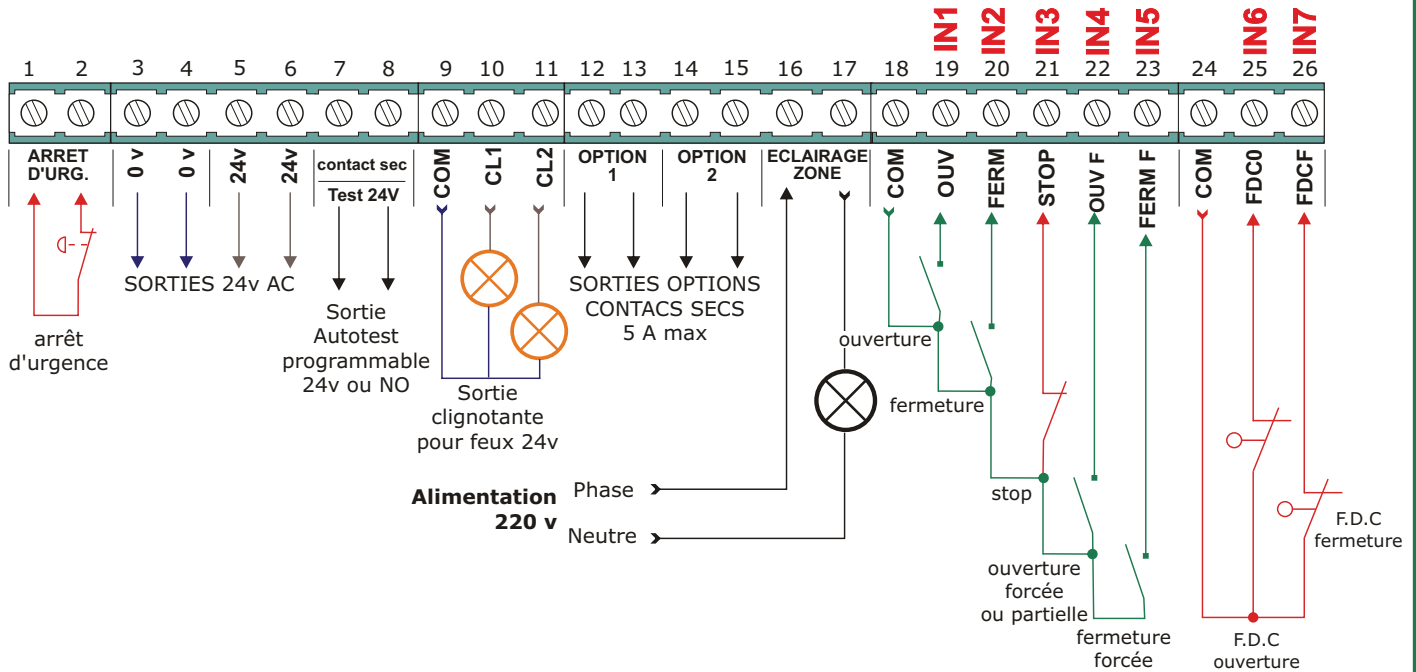 IN1 IN2 IN3 IN4 IN5 IN6 IN7
1 2 3 4 5 6 7 8 9 10 11 12 13 14 15 16 17 18 19 20 21 22 23 24 25 26
ARRET
D'URG.
0 v
0 v
24v
24v
contact sec
Test 24V
COM
CL1
CL2
OPTION
1
OPTION
2
ECLAIRAGE
ZONE
COM
OUV
FERM
STOP
OUV F
FERM F
COM
FDC0
FDCF
arrêt
d'urgence
SORTIES 24v AC
Sortie
Autotest
programmable
24v ou NO
Sortie
clignotante
pour feux 24v
SORTIES OPTIONS
CONTACS SECS
5 A max
Alimentation
220 v
Phase
Neutre
ouverture
fermeture
stop
ouverture
forcée
ou partielle
fermeture
forcée
F.D.C
ouverture
F.D.C
fermeture